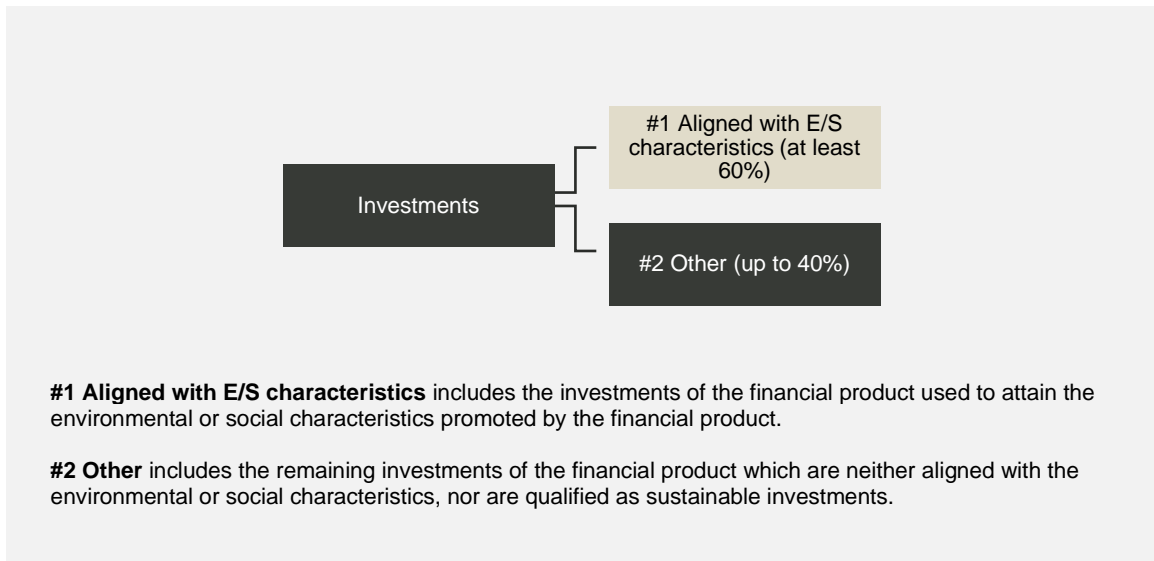 #1 Aligned with E/S
characteristics (at least
60%)
Investments
#2 Other (up to 40%)
#1 Aligned with E/S characteristics includes the investments of the financial product used to attain the
environmental or social characteristics promoted by the financial product.
#2 Other includes the remaining investments of the financial product which are neither aligned with the
environmental or social characteristics, nor are qualified as sustainable investments.